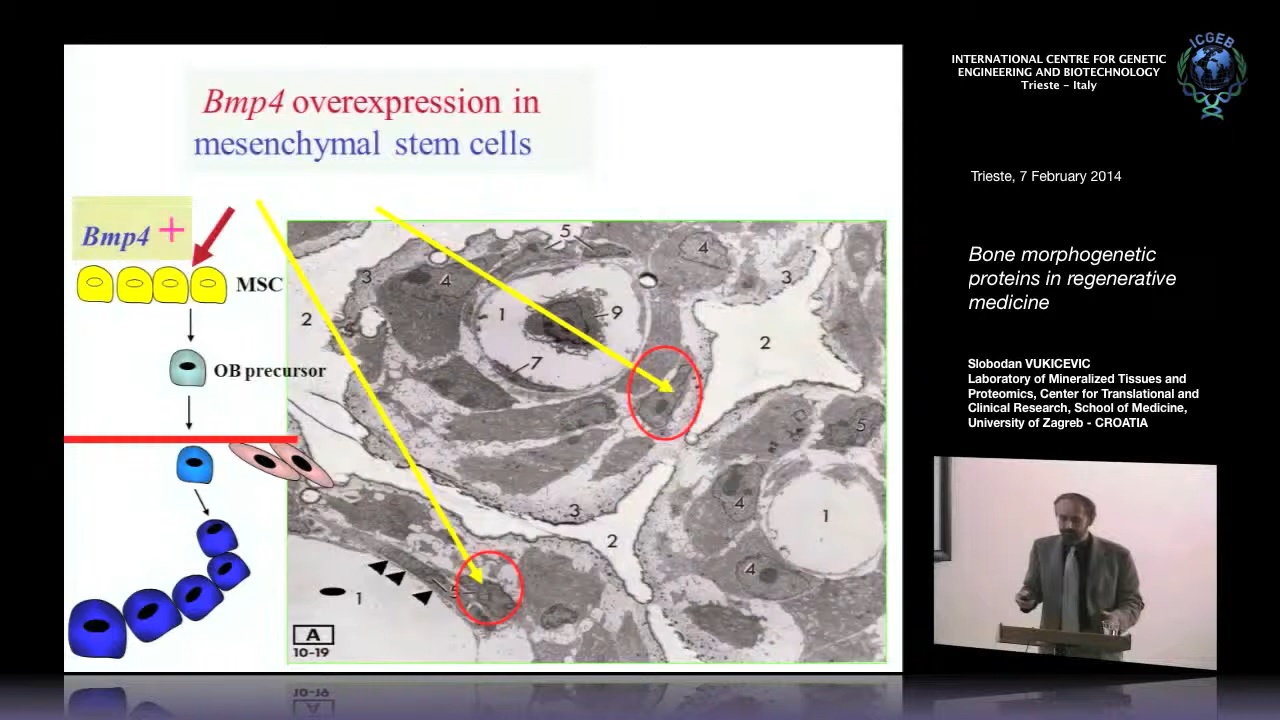 Bmp4 overexpression in
mesenchymal stem cells
Bmp4 +
MSC
OB precursor
5
4
3
4
3
2
1
9
2
7
5
4
3
1
2
4
5
1
A
10-19
INTERNATIONAL CENTRE FOR GENETIC
ENGINEERING AND BIOTECHNOLOGY
Trieste - Italy
ICGEB
Trieste, 7 February 2014
Bone morphogenetic
proteins in regenerative
medicine
Slobodan VUKICEVIC
Laboratory of Mineralized Tissues and
Proteomics, Center for Translational and
Clinical Research, School of Medicine,
University of Zagreb - CROATIA